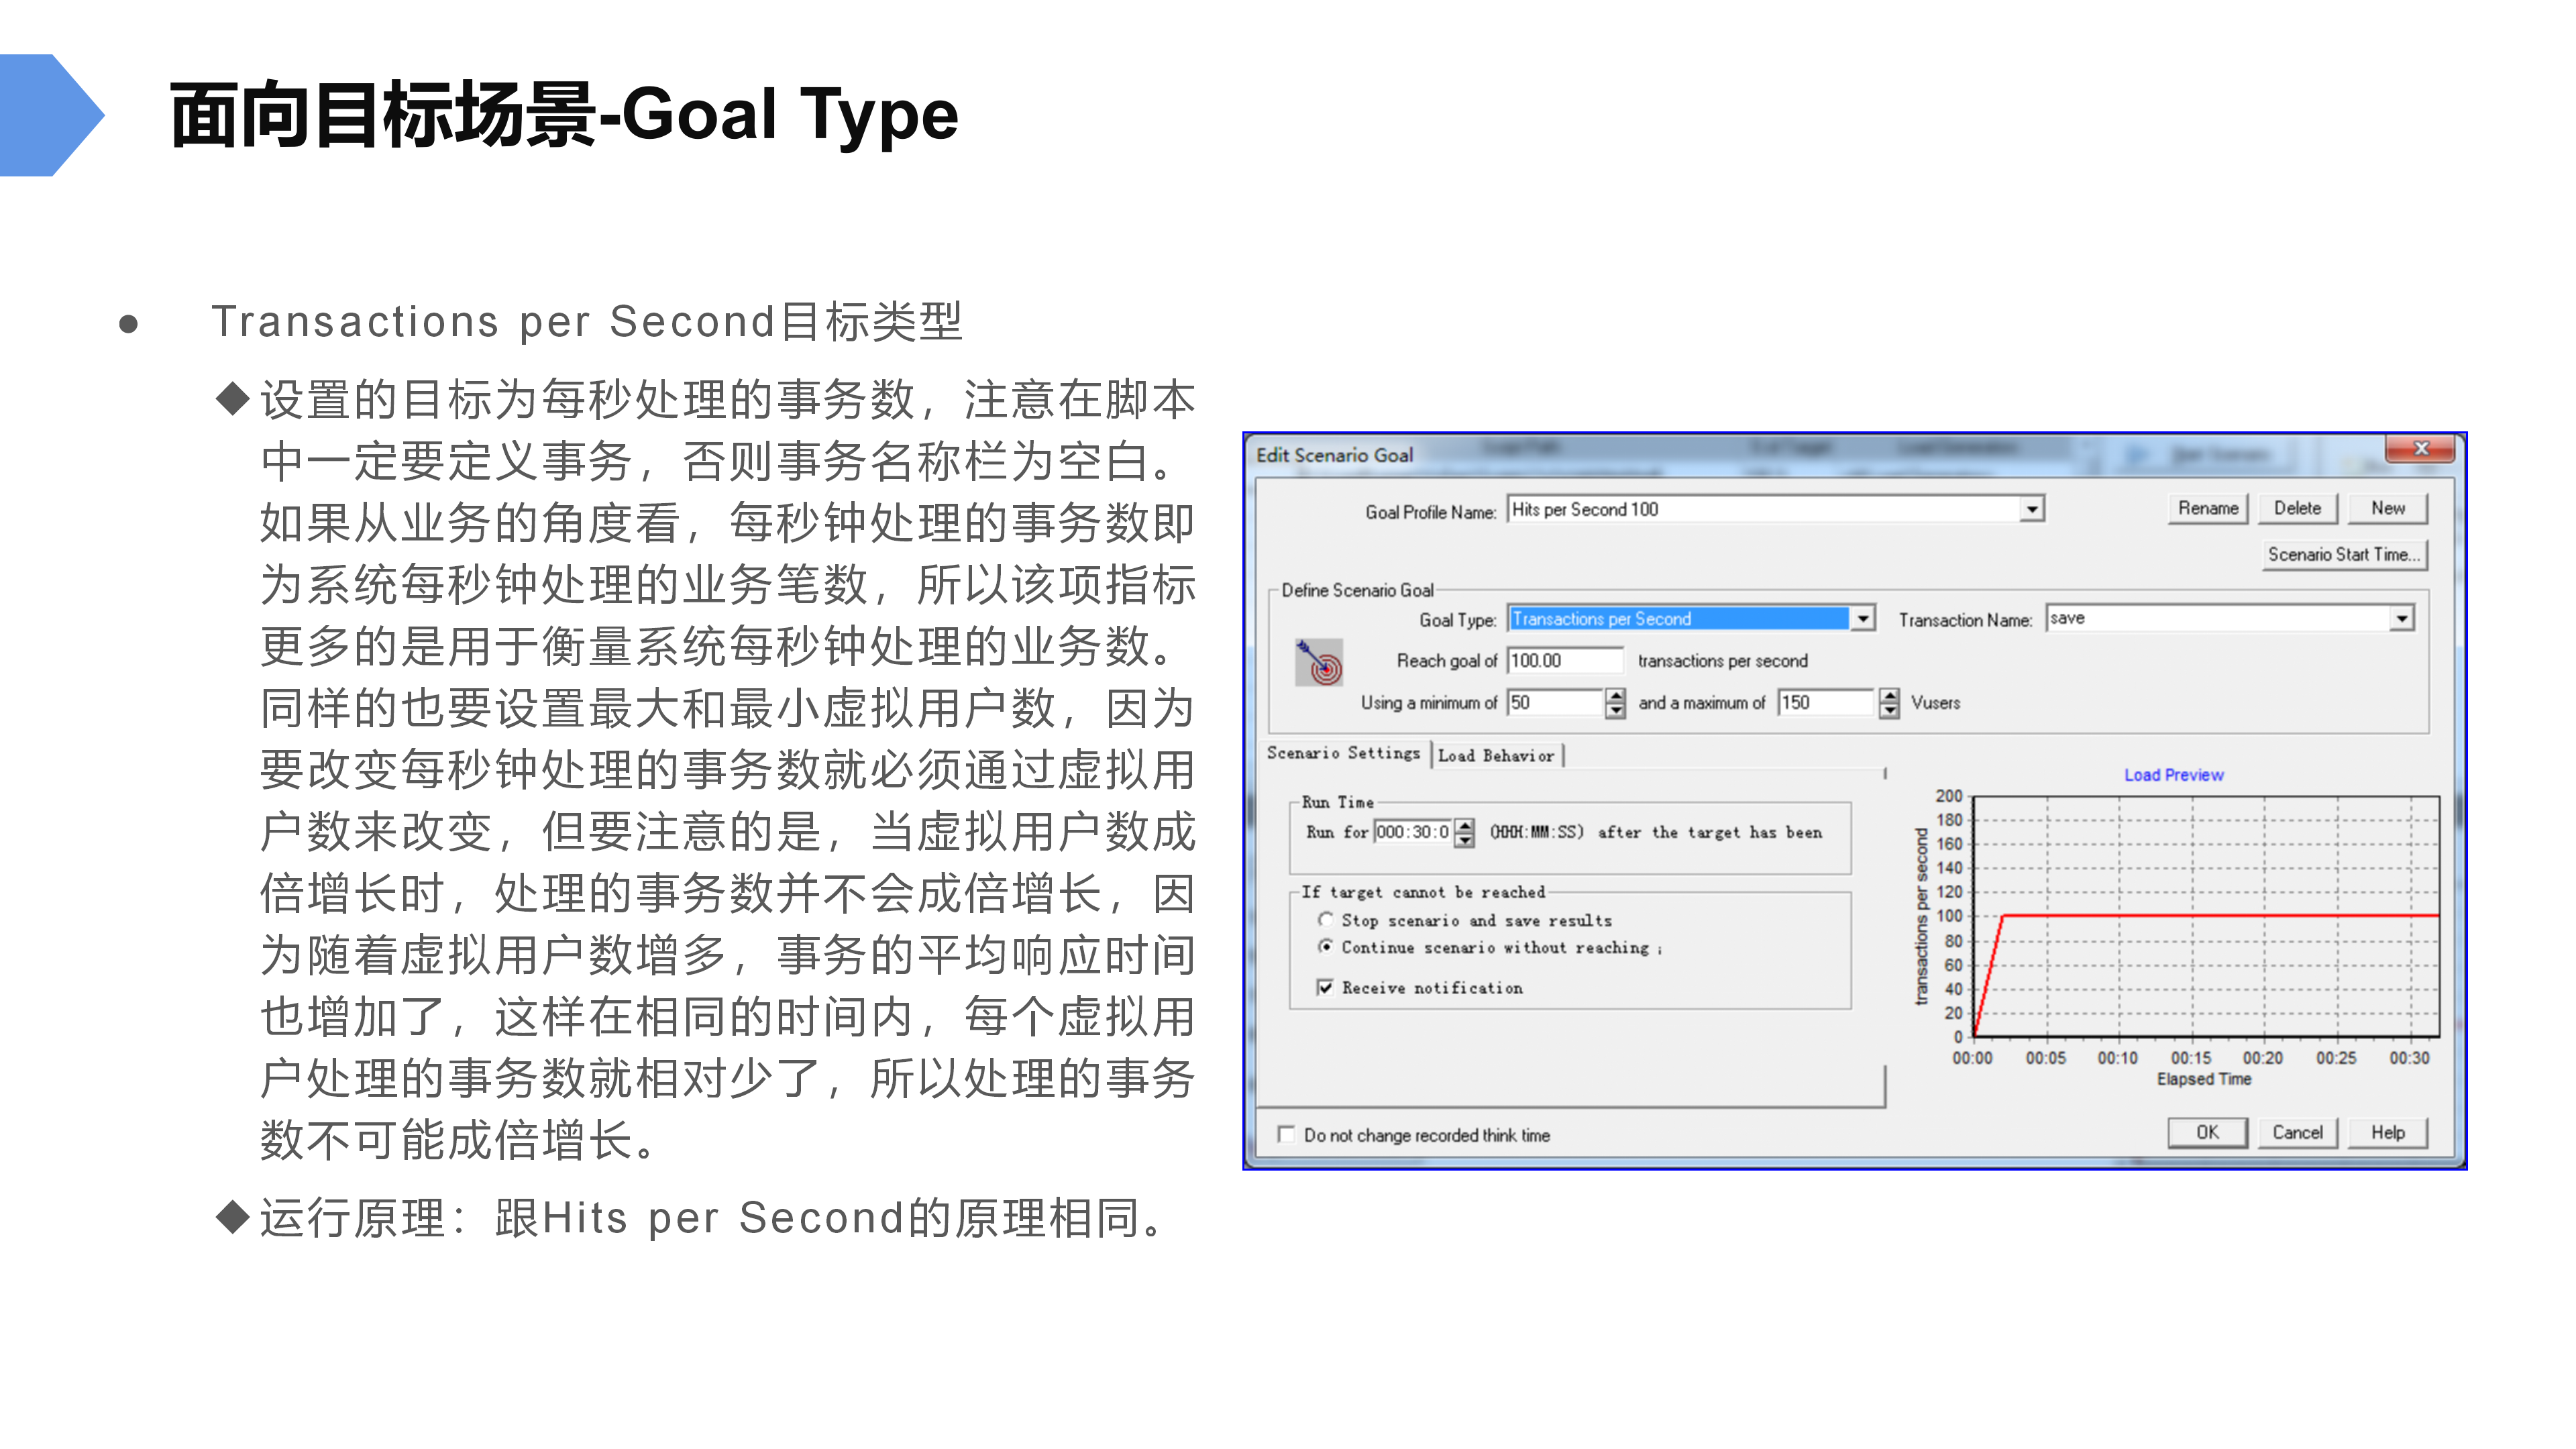 面向目标场景-Goal Type
● Transactions per Second目标类型
◆设置的目标为每秒处理的事务数，注意在脚本
中一定要定义事务，否则事务名称栏为空白。
如果从业务的角度看，每秒钟处理的事务数即
为系统每秒钟处理的业务笔数，所以该项指标
更多的是用于衡量系统每秒钟处理的业务数。
同样的也要设置最大和最小虚拟用户数，因为
要改变每秒钟处理的事务数就必须通过虚拟用
户数来改变，但要注意的是，当虚拟用户数成
倍增长时，处理的事务数并不会成倍增长，因
为随着虚拟用户数增多，事务的平均响应时间
也增加了，这样在相同的时间内，每个虚拟用
户处理的事务数就相对少了，所以处理的事务
数不可能成倍增长。
◆运行原理：跟Hits per Second的原理相同。
Edit Scenario Goal
Goal Profile Name: Hits per Second 100
Rename Delete New
Scenario Start Time...
Define Scenario Goal
Goal Type: Transactions per Second Transaction Name: save
Reach goal of 100.00 transactions per second
Using a minimum of 50 and a maximum of 150 Vusers
Scenario Settings Load Behavior
Run Time
Run for 000:30:0 (HHH:MM:SS) after the target has been
If target cannot be reached
Stop scenario and save results
Continue scenario without reaching
Receive notification
Do not change recorded think time
Load Preview
transactions per second
200
180
160
140
120
100
80
60
40
20
0
00:00 00:05 00:10 00:15 00:20 00:25 00:30
Elapsed Time
OK Cancel Help